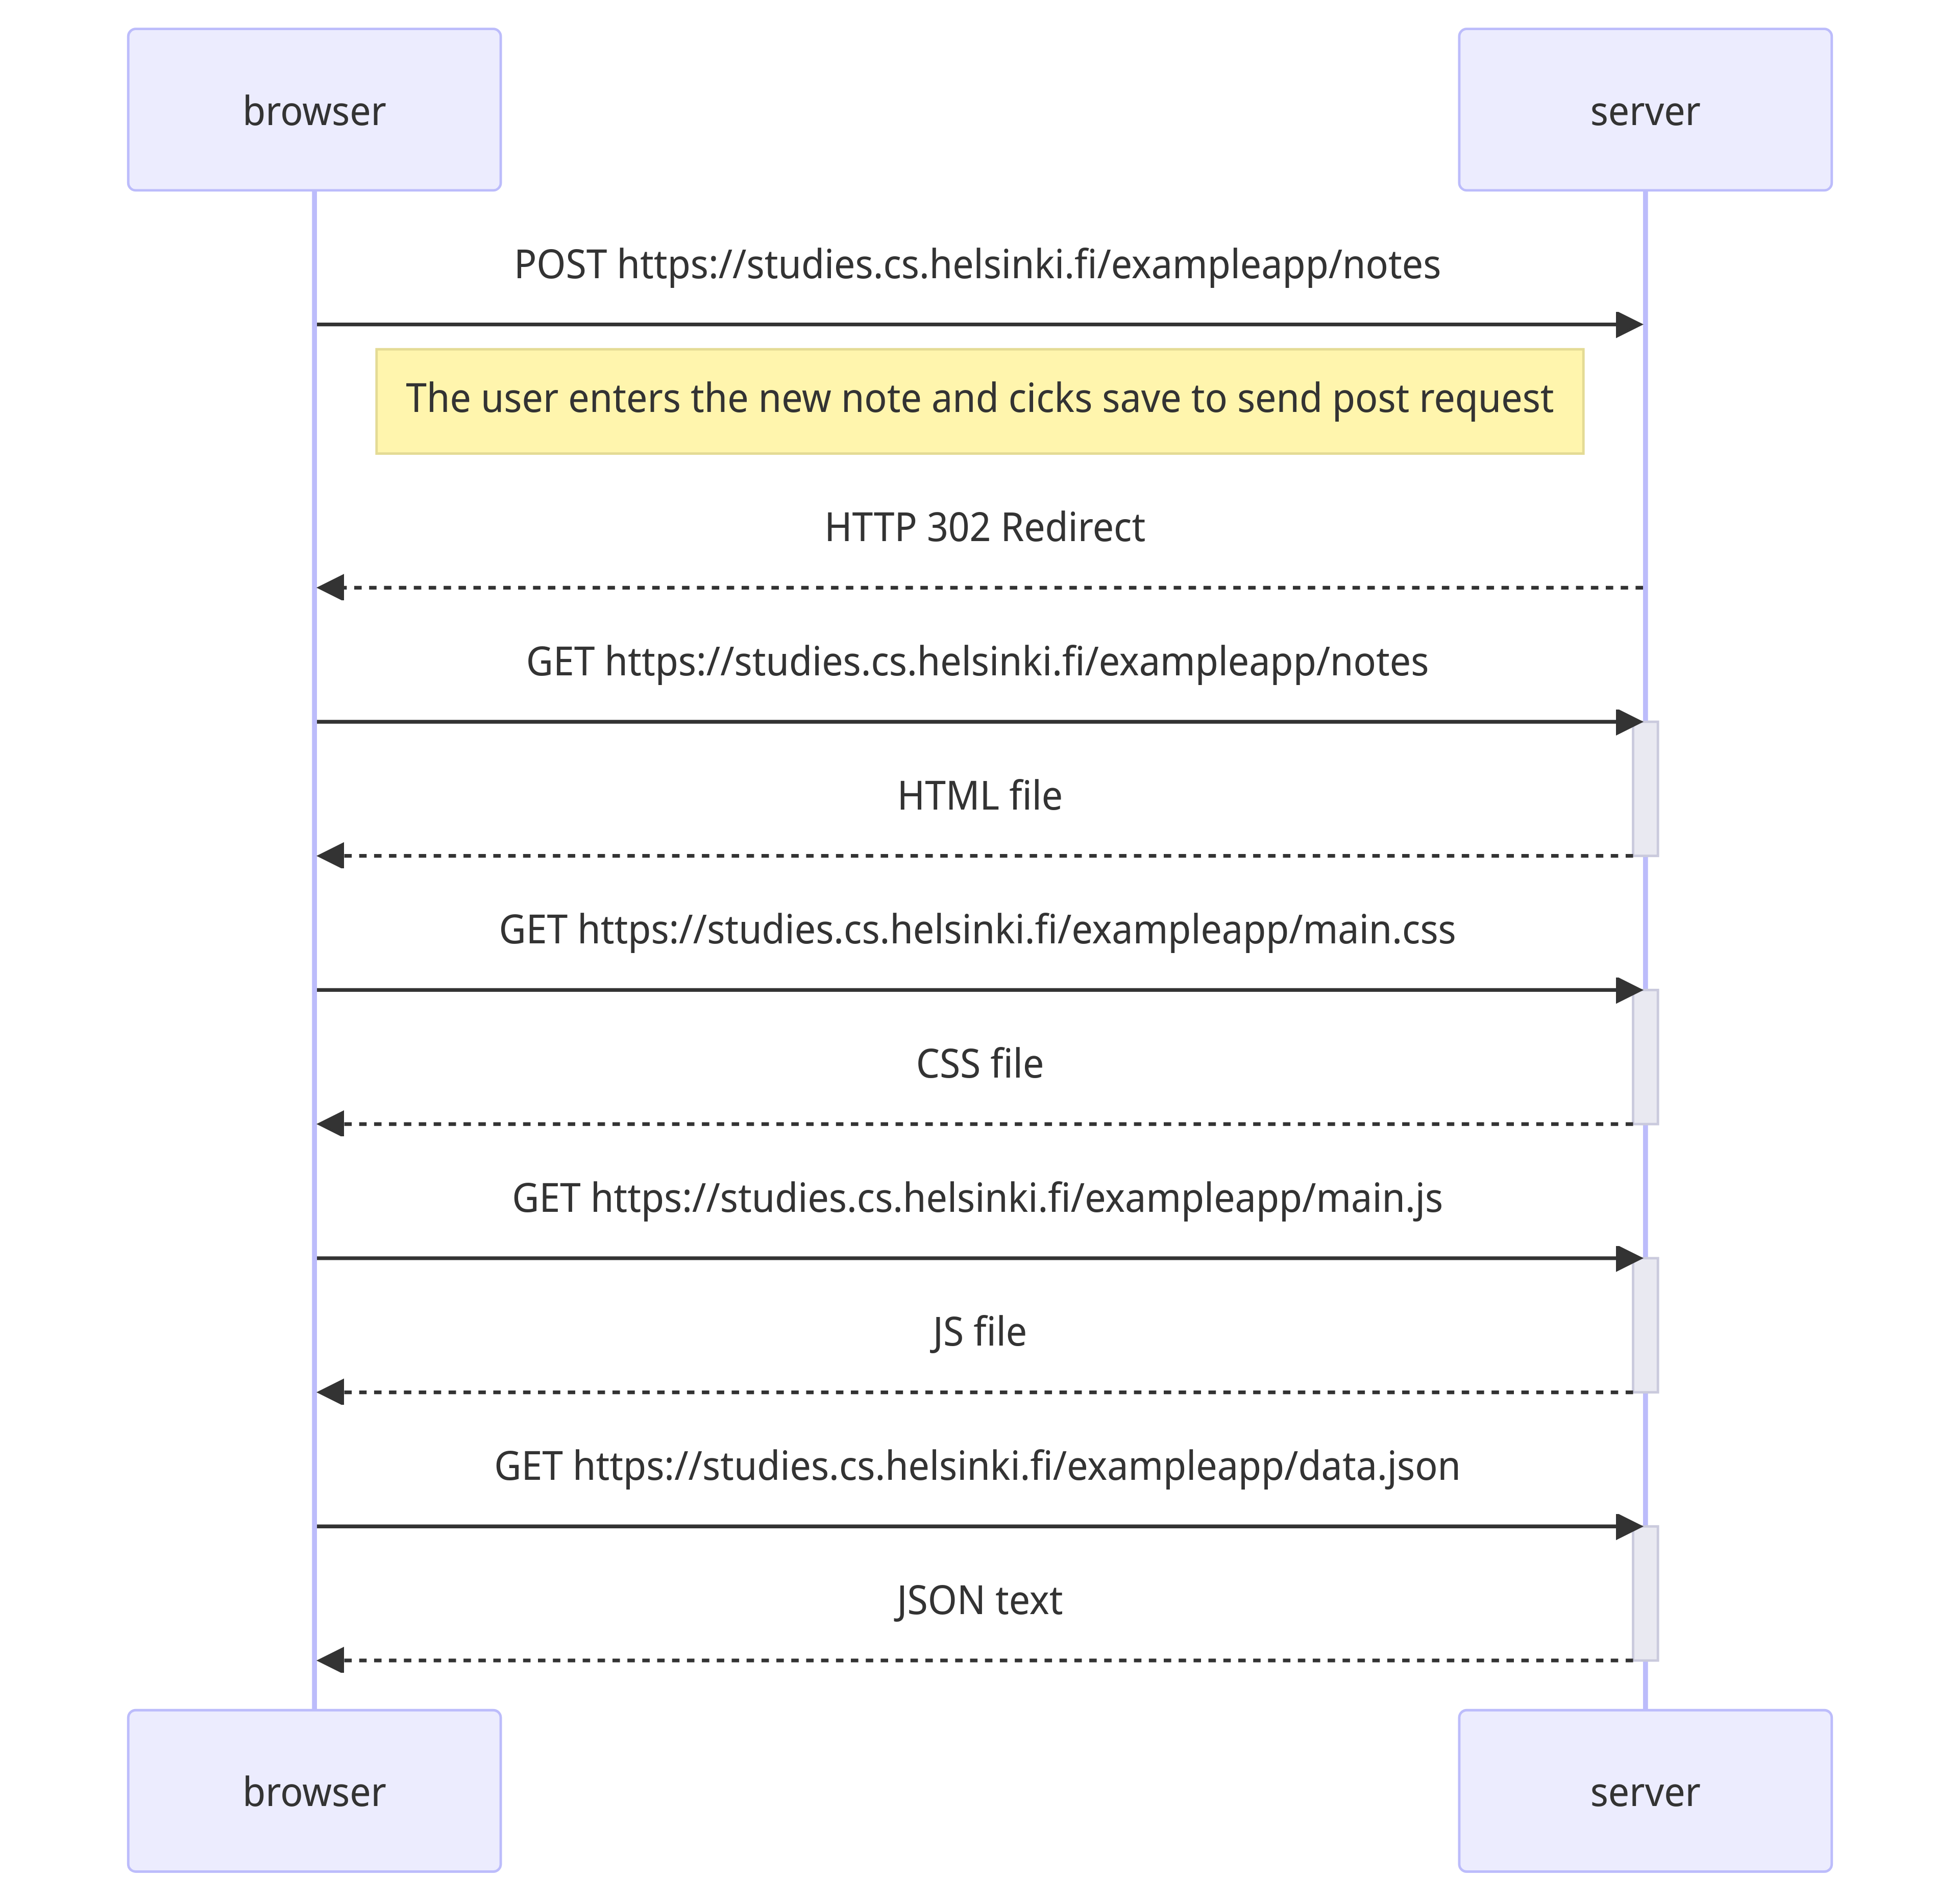 browser
server
POST https://studies.cs.helsinki.fi/exampleapp/notes
The user enters the new note and cicks save to send post request
HTTP 302 Redirect
GET https://studies.cs.helsinki.fi/exampleapp/notes
HTML file
GET https://studies.cs.helsinki.fi/exampleapp/main.css
CSS file
GET https://studies.cs.helsinki.fi/exampleapp/main.js
JS file
GET https://studies.cs.helsinki.fi/exampleapp/data.json
JSON text
browser
server